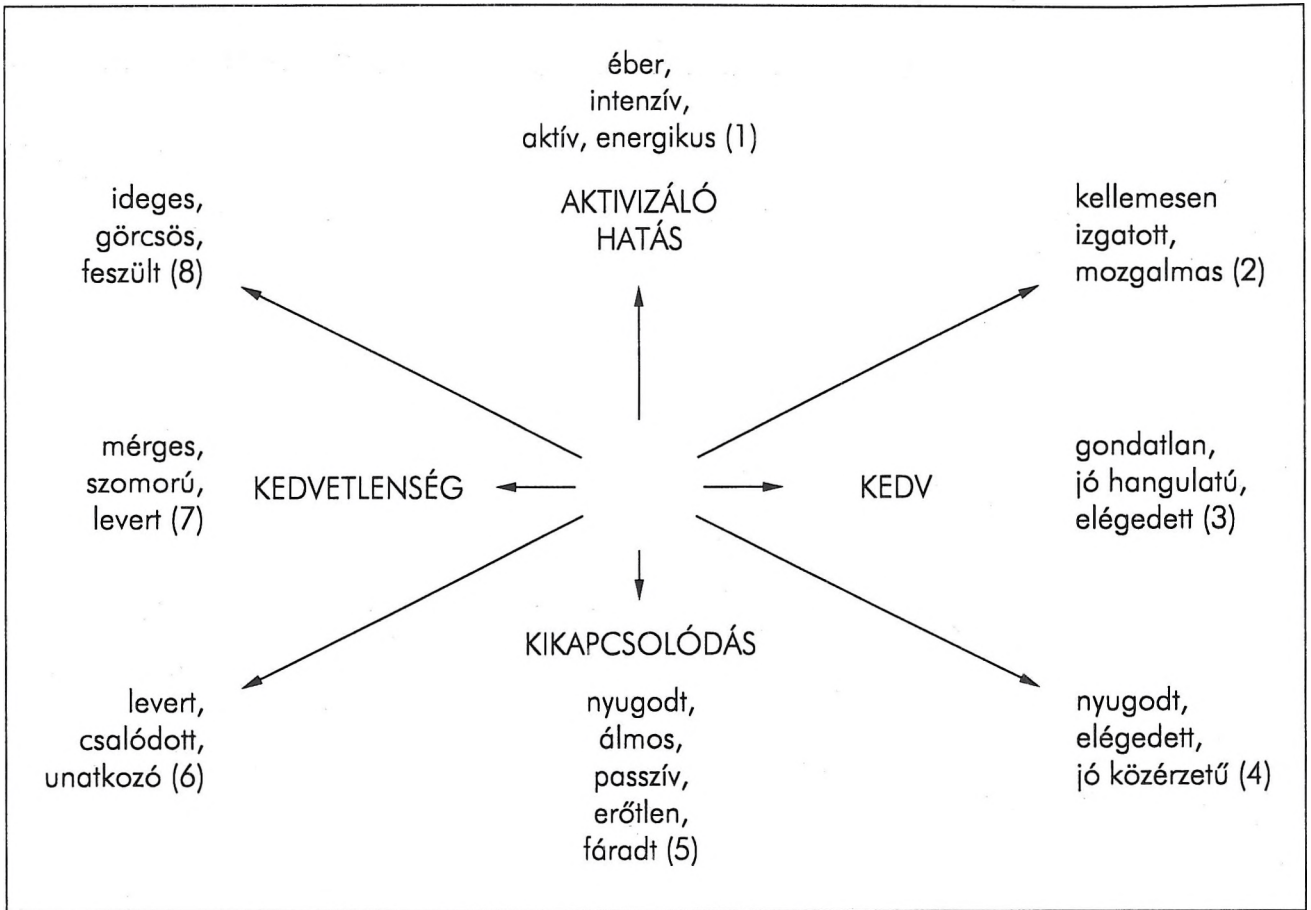 éber,
intenzív,
aktív, energikus (1)
AKTIVIZÁLÓ
HATÁS
kellemesen
izgatott,
mozgalmas (2)
gondatlan,
jó hangulatú,
elégedett (3)
KEDV
nyugodt,
elégedett,
jó közérzetű (4)
KIKAPCSOLÓDÁS
nyugodt,
álmos,
passzív,
erőtlen,
fáradt (5)
levert,
csalódott,
unatkozó (6)
mérges,
szomorú,
levert (7)
KEDVETLENSÉG
ideges,
görcsös,
feszült (8)